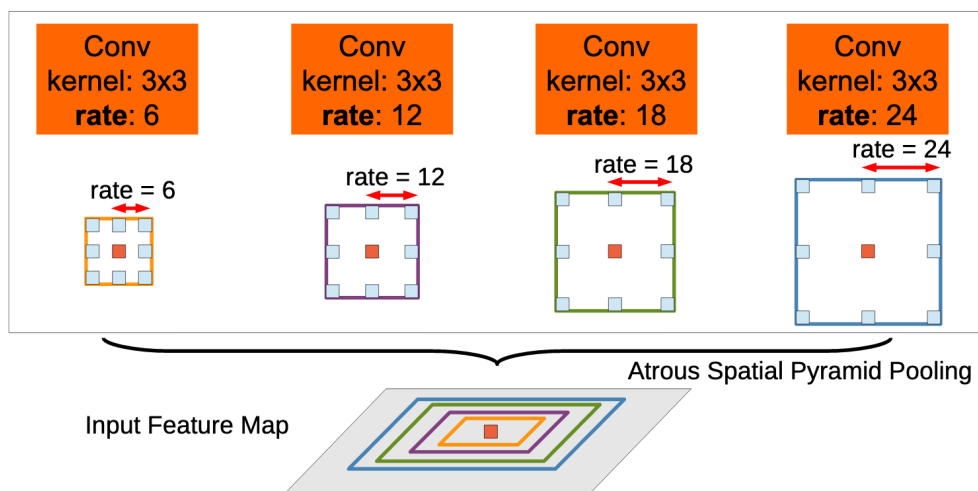 Conv
kernel: 3x3
rate: 6
Conv
kernel: 3x3
rate: 12
Conv
kernel: 3x3
rate: 18
Conv
kernel: 3x3
rate: 24
rate = 6
rate = 12
rate = 18
rate = 24
Atrous Spatial Pyramid Pooling
Input Feature Map